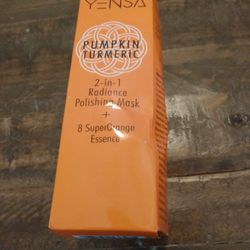 YENSA
PUMPKIN
TURMERIC
2-in-1
Radiance
Polishing Mask
+
8 SuperOrange
Essence